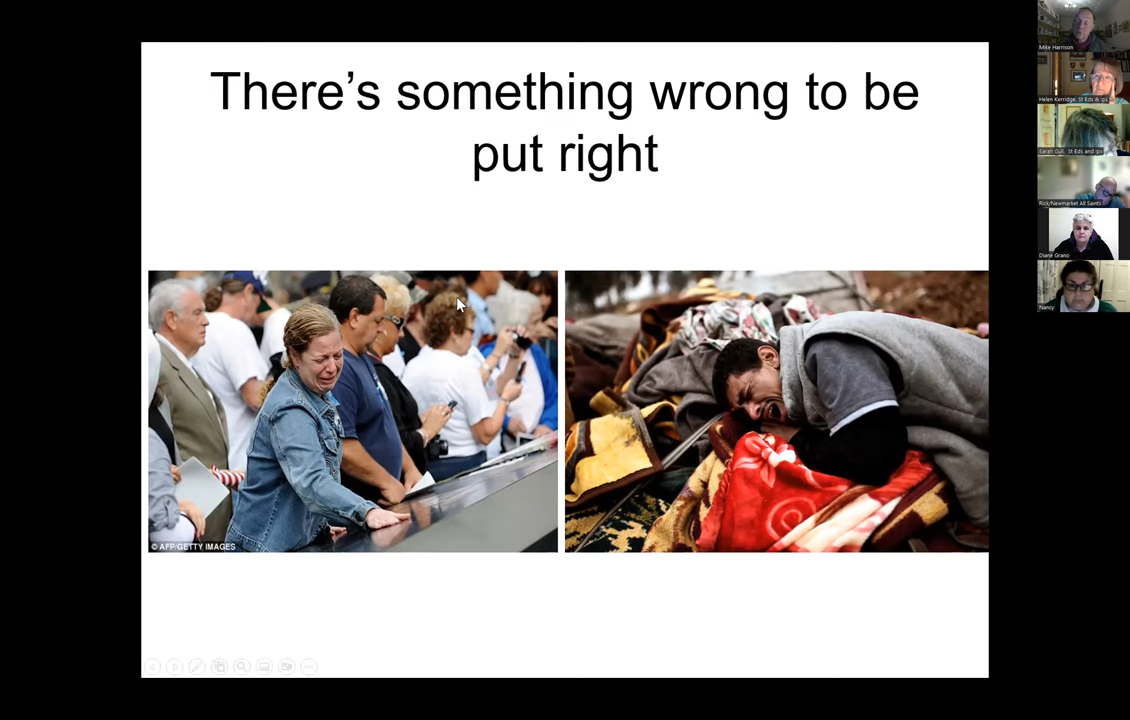 There's something wrong to be
put right
© AFP/GETTY IMAGES
Mike Harrison
Helen Kerridge, St Eds & Ips
Sarah Gull, St Eds and Ips
Rick/Newmarket All Saints
Diane Grano
Nancy